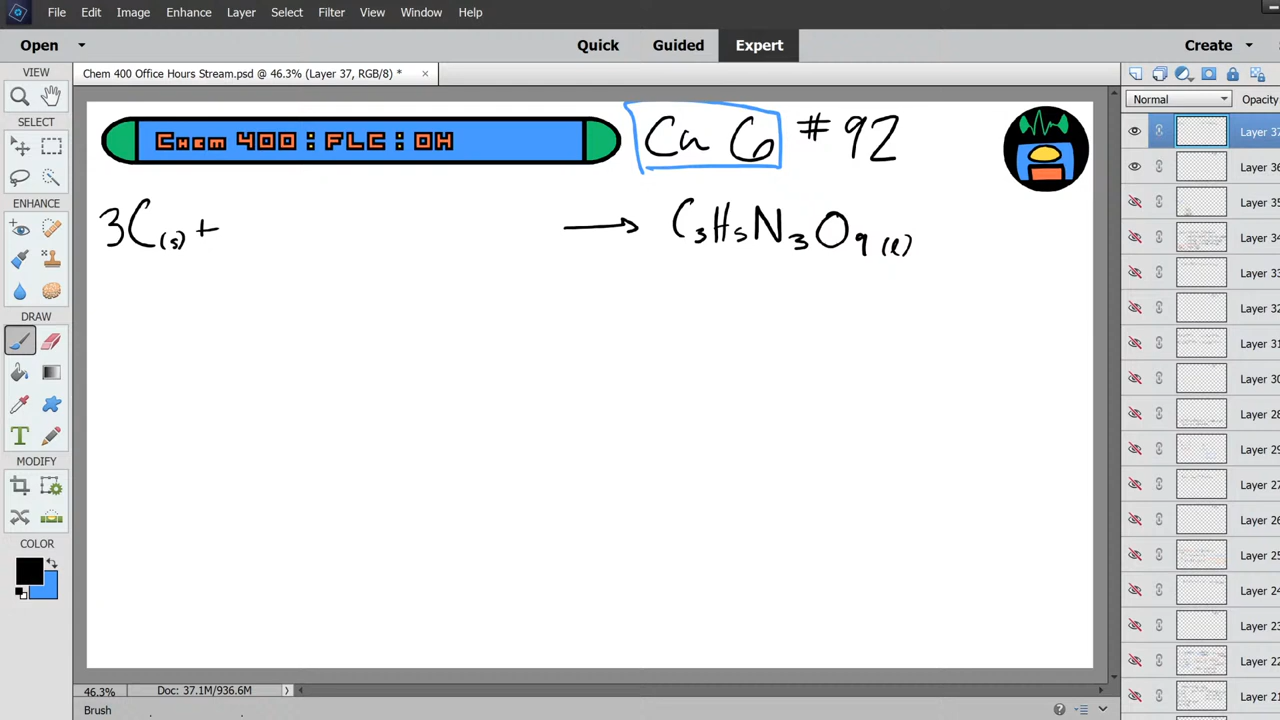 File Edit Image Enhance Layer Select Filter View Window Help
Open Quick Guided Expert Create
VIEW
Chem 400 Office Hours Stream.psd @ 46.3% (Layer 37, RGB/8) * ×
Normal Opacity
Chem 400 : FLC : OH
Ch 6 # 92
3C(s) + → C3H5N3O9 (l)
SELECT
ENHANCE
DRAW
MODIFY
COLOR
Layer 3
Layer 36
Layer 35
Layer 34
Layer 33
Layer 32
Layer 31
Layer 30
Layer 28
Layer 29
Layer 27
Layer 26
Layer 25
Layer 24
Layer 23
Layer 22
Layer 21
46.3% Doc: 37.1M/936.6M
Brush